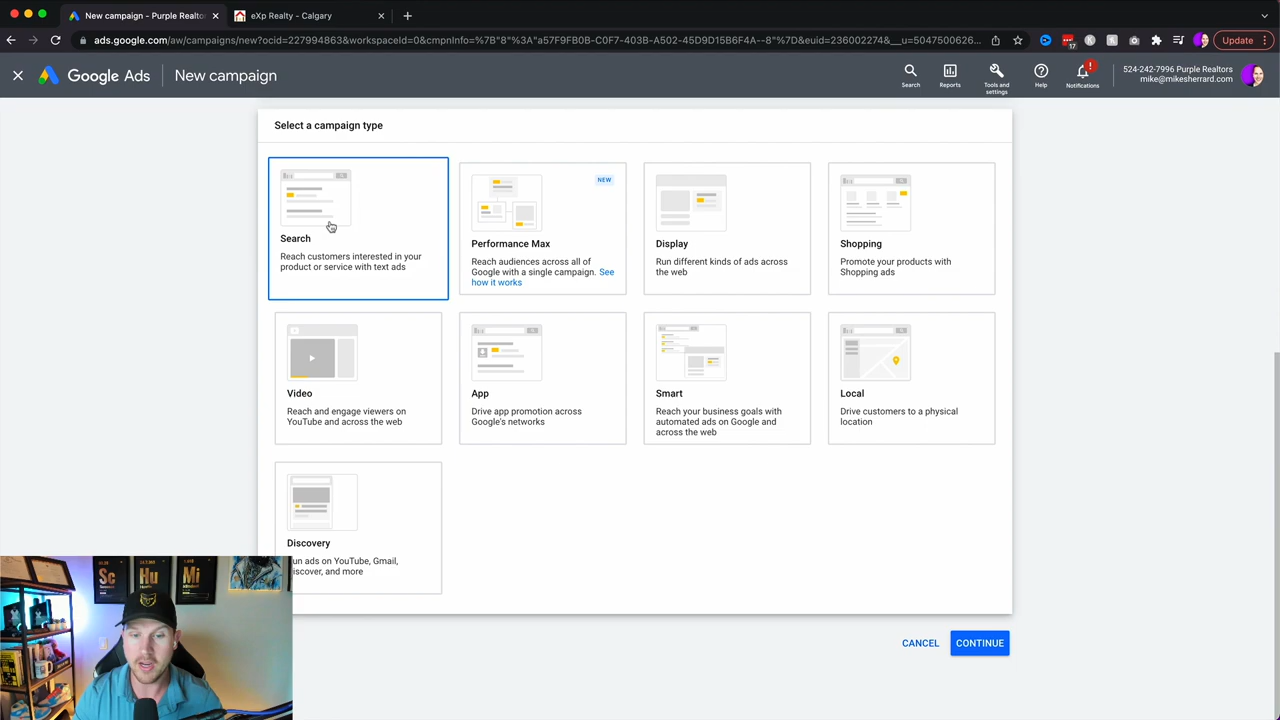 New campaign - Purple Realto
eXp Realty - Calgary
ads.google.com/aw/campaigns/new?ocid=227994863&workspaceId=0&cmpnInfo=%7B"8"%3A"a57F9FB0B-C0F7-403B-A502-45D9D15B6F4A--8"%7D&euid=236002274&__u=5047500626...
17
Update
Google Ads
New campaign
Search
Reports
Tools and settings
Help
Notifications
524-242-7996 Purple Realtors
mike@mikesherrard.com
Select a campaign type
Search
Reach customers interested in your
product or service with text ads
NEW
Performance Max
Reach audiences across all of
Google with a single campaign. See
how it works
Display
Run different kinds of ads across
the web
Shopping
Promote your products with
Shopping ads
Video
Reach and engage viewers on
YouTube and across the web
App
Drive app promotion across
Google's networks
Smart
Reach your business goals with
automated ads on Google and
across the web
Local
Drive customers to a physical
location
Discovery
un ads on YouTube, Gmail,
iscover, and more
CANCEL
CONTINUE
Sc
Hu
Mi